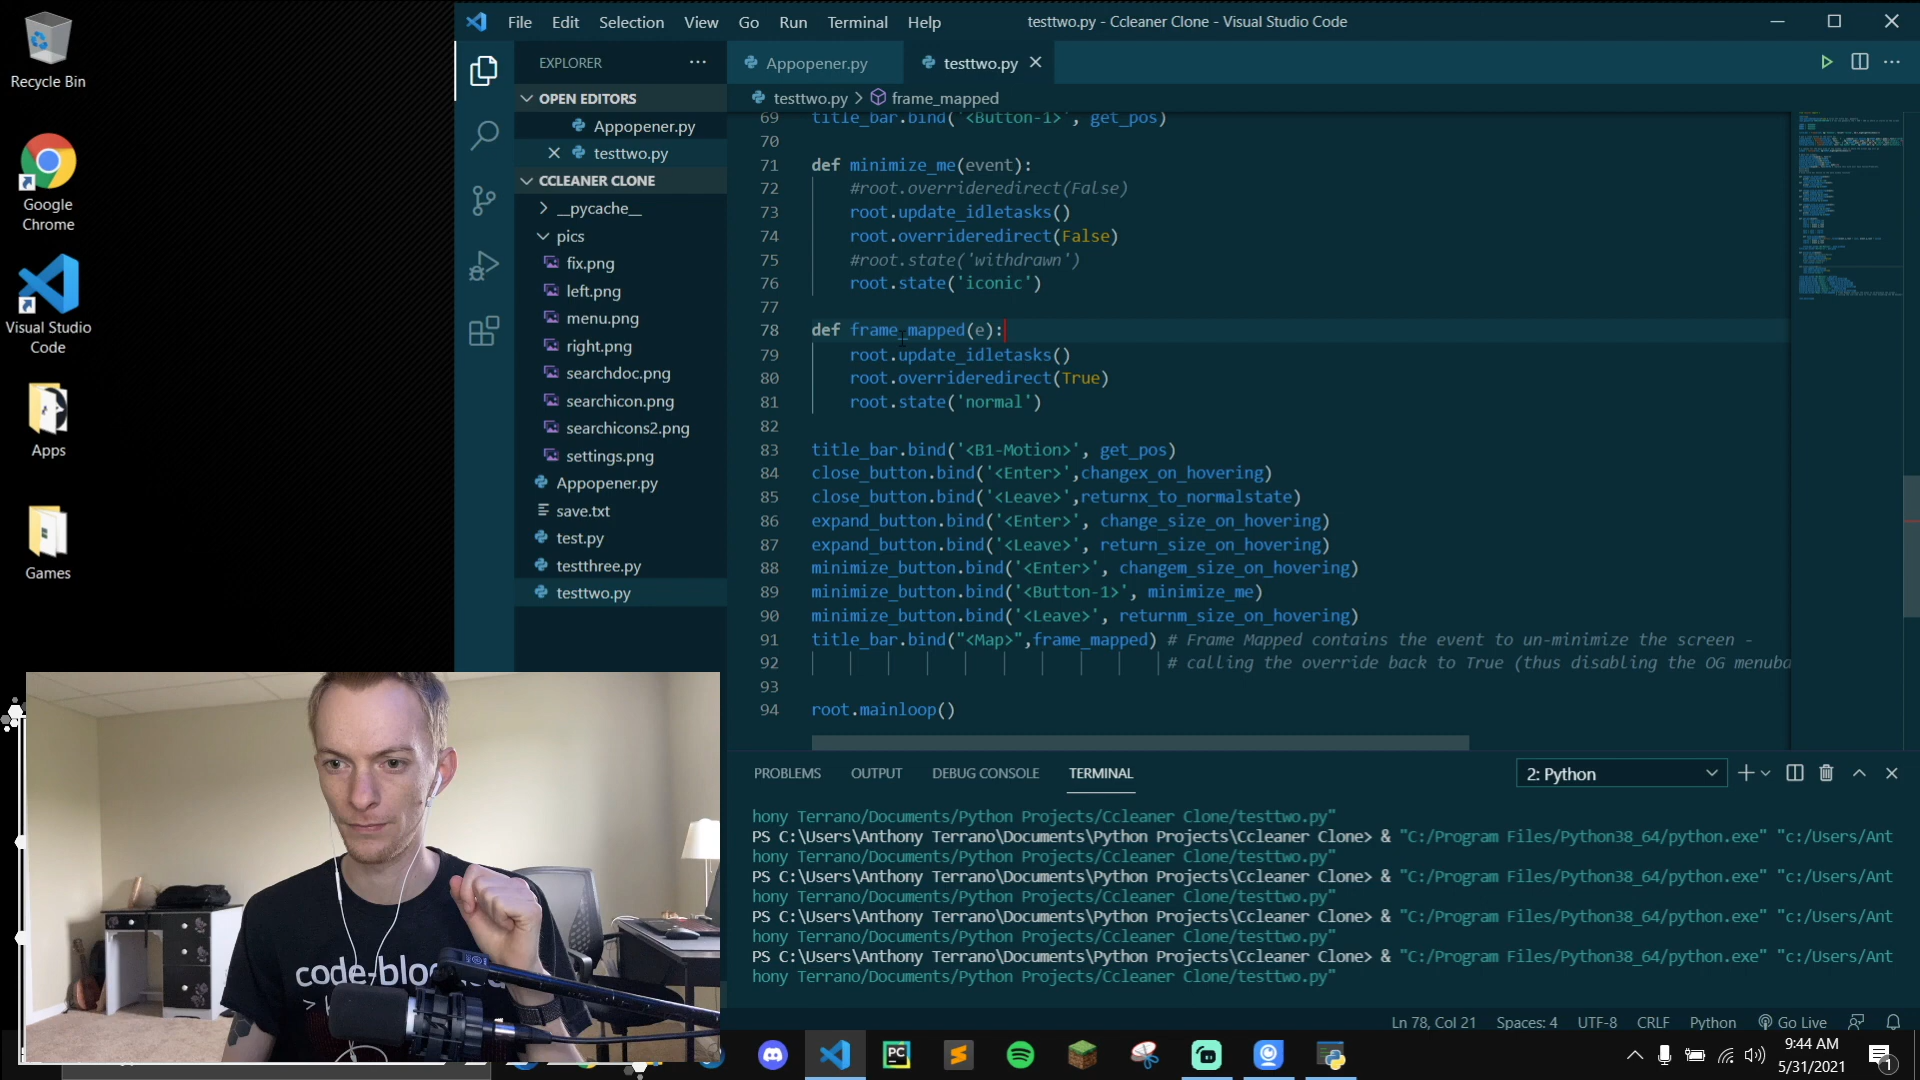 Recycle Bin
Google
Chrome
Visual Studio
Code
Apps
Games
File Edit Selection View Go Run Terminal Help
testtwo.py - Ccleaner Clone - Visual Studio Code
EXPLORER
OPEN EDITORS
Appopener.py
testtwo.py
CCLEANER CLONE
__pycache__
pics
fix.png
left.png
menu.png
right.png
searchdoc.png
searchicon.png
searchicons2.png
settings.png
Appopener.py
save.txt
test.py
testthree.py
testtwo.py
Appopener.py
testtwo.py
testtwo.py > frame_mapped
69 title_bar.bind('<Button-1>', get_pos)
70
71 def minimize_me(event):
72 #root.overrideredirect(False)
73 root.update_idletasks()
74 root.overrideredirect(False)
75 #root.state('withdrawn')
76 root.state('iconic')
77
78 def frame_mapped(e):
79 root.update_idletasks()
80 root.overrideredirect(True)
81 root.state('normal')
82
83 title_bar.bind('<B1-Motion>', get_pos)
84 close_button.bind('<Enter>',changex_on_hovering)
85 close_button.bind('<Leave>',returnx_to_normalstate)
86 expand_button.bind('<Enter>', change_size_on_hovering)
87 expand_button.bind('<Leave>', return_size_on_hovering)
88 minimize_button.bind('<Enter>', changem_size_on_hovering)
89 minimize_button.bind('<Button-1>', minimize_me)
90 minimize_button.bind('<Leave>', returnm_size_on_hovering)
91 title_bar.bind("<Map>",frame_mapped) # Frame Mapped contains the event to un-minimize the screen -
92 # calling the override back to True (thus disabling the OG menuba
93
94 root.mainloop()
PROBLEMS OUTPUT DEBUG CONSOLE TERMINAL
2: Python
hony Terrano/Documents/Python Projects/Ccleaner Clone/testtwo.py"
PS C:\Users\Anthony Terrano\Documents\Python Projects\Ccleaner Clone> & "C:/Program Files/Python38_64/python.exe" "c:/Users/Ant
hony Terrano/Documents/Python Projects/Ccleaner Clone/testtwo.py"
PS C:\Users\Anthony Terrano\Documents\Python Projects\Ccleaner Clone> & "C:/Program Files/Python38_64/python.exe" "c:/Users/Ant
hony Terrano/Documents/Python Projects/Ccleaner Clone/testtwo.py"
PS C:\Users\Anthony Terrano\Documents\Python Projects\Ccleaner Clone> & "C:/Program Files/Python38_64/python.exe" "c:/Users/Ant
hony Terrano/Documents/Python Projects/Ccleaner Clone/testtwo.py"
PS C:\Users\Anthony Terrano\Documents\Python Projects\Ccleaner Clone> & "C:/Program Files/Python38_64/python.exe" "c:/Users/Ant
hony Terrano/Documents/Python Projects/Ccleaner Clone/testtwo.py"
Ln 78, Col 21 Spaces: 4 UTF-8 CRLF Python Go Live
code-blo
PC
9:44 AM
5/31/2021
1